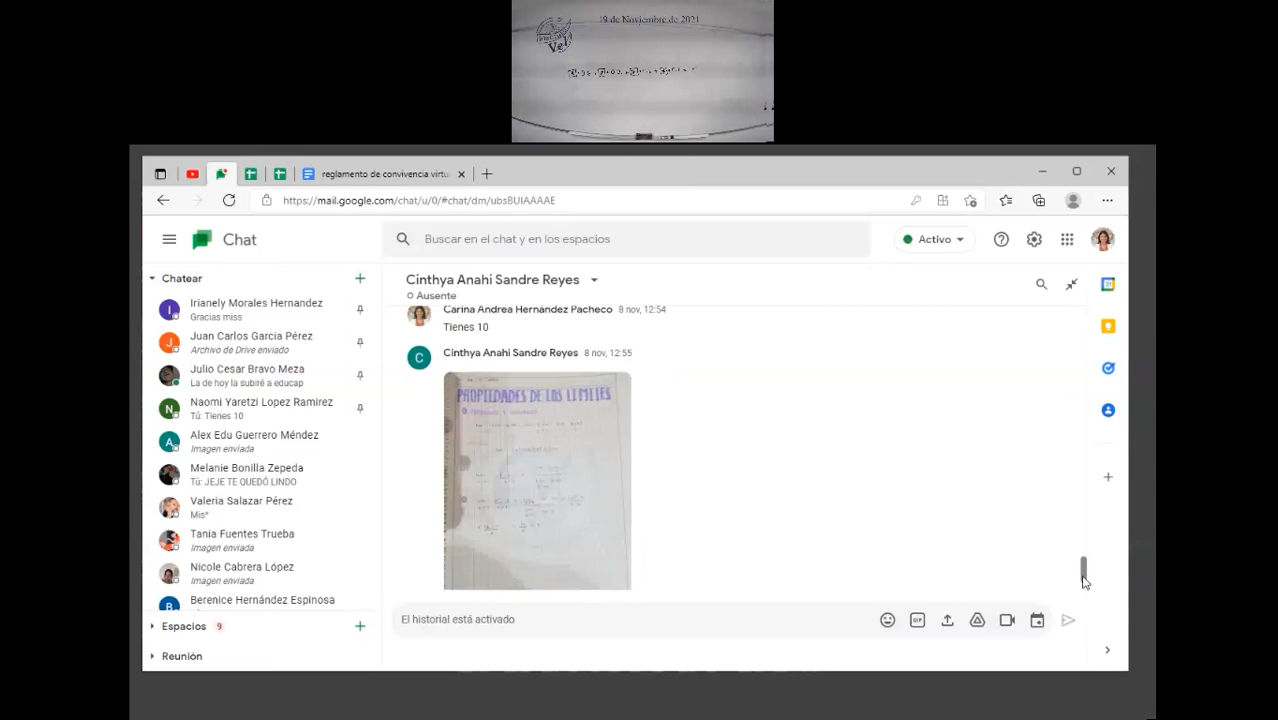 19 de Noviembre de 2021
VeV
reglamento de convivencia virtu
https://mail.google.com/chat/u/0/#chat/dm/ubsBUIAAAAE
Chat
Buscar en el chat y en los espacios
Activo
Chatear
Irianely Morales Hernandez
Gracias miss
Juan Carlos Garcia Pérez
Archivo de Drive enviado
Julio Cesar Bravo Meza
La de hoy la subiré a educap
Naomi Yaretzi Lopez Ramirez
Tú: Tienes 10
Alex Edu Guerrero Méndez
Imagen enviada
Melanie Bonilla Zepeda
Tú: JEJE TE QUEDÓ LINDO
Valeria Salazar Pérez
Mis*
Tania Fuentes Trueba
Imagen enviada
Nicole Cabrera López
Imagen enviada
Berenice Hernández Espinosa
Espacios 9
Reunión
Cinthya Anahi Sandre Reyes
Ausente
Carina Andrea Hernández Pacheco 8 nov, 12:54
Tienes 10
Cinthya Anahi Sandre Reyes 8 nov, 12:55
PROPIEDADES DE LOS LIMITES
El historial está activado
GIF